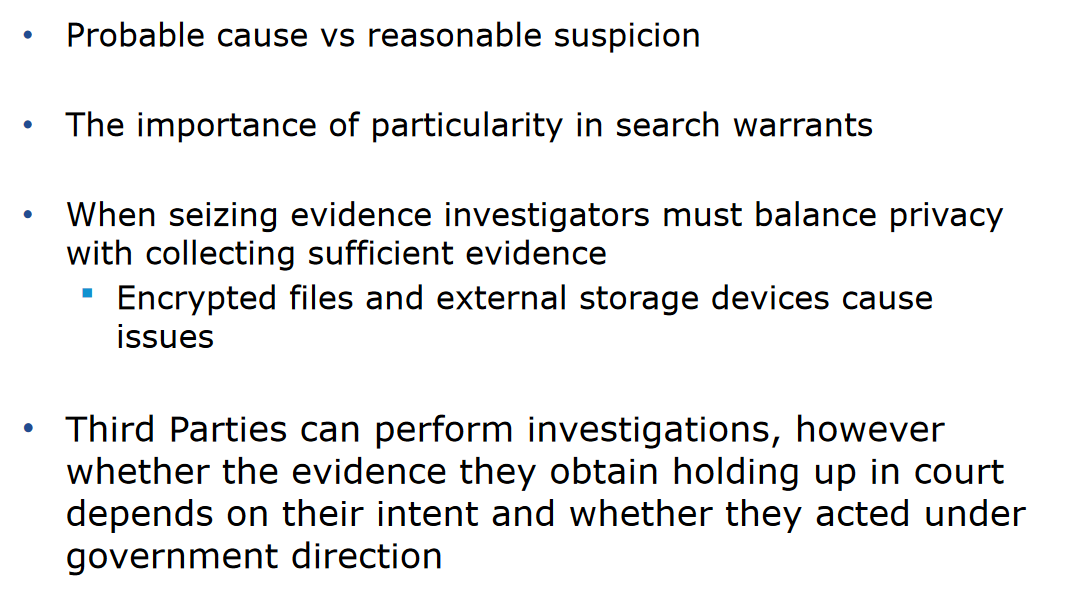 • Probable cause vs reasonable suspicion
• The importance of particularity in search warrants
• When seizing evidence investigators must balance privacy
with collecting sufficient evidence
▪ Encrypted files and external storage devices cause
issues
• Third Parties can perform investigations, however
whether the evidence they obtain holding up in court
depends on their intent and whether they acted under
government direction